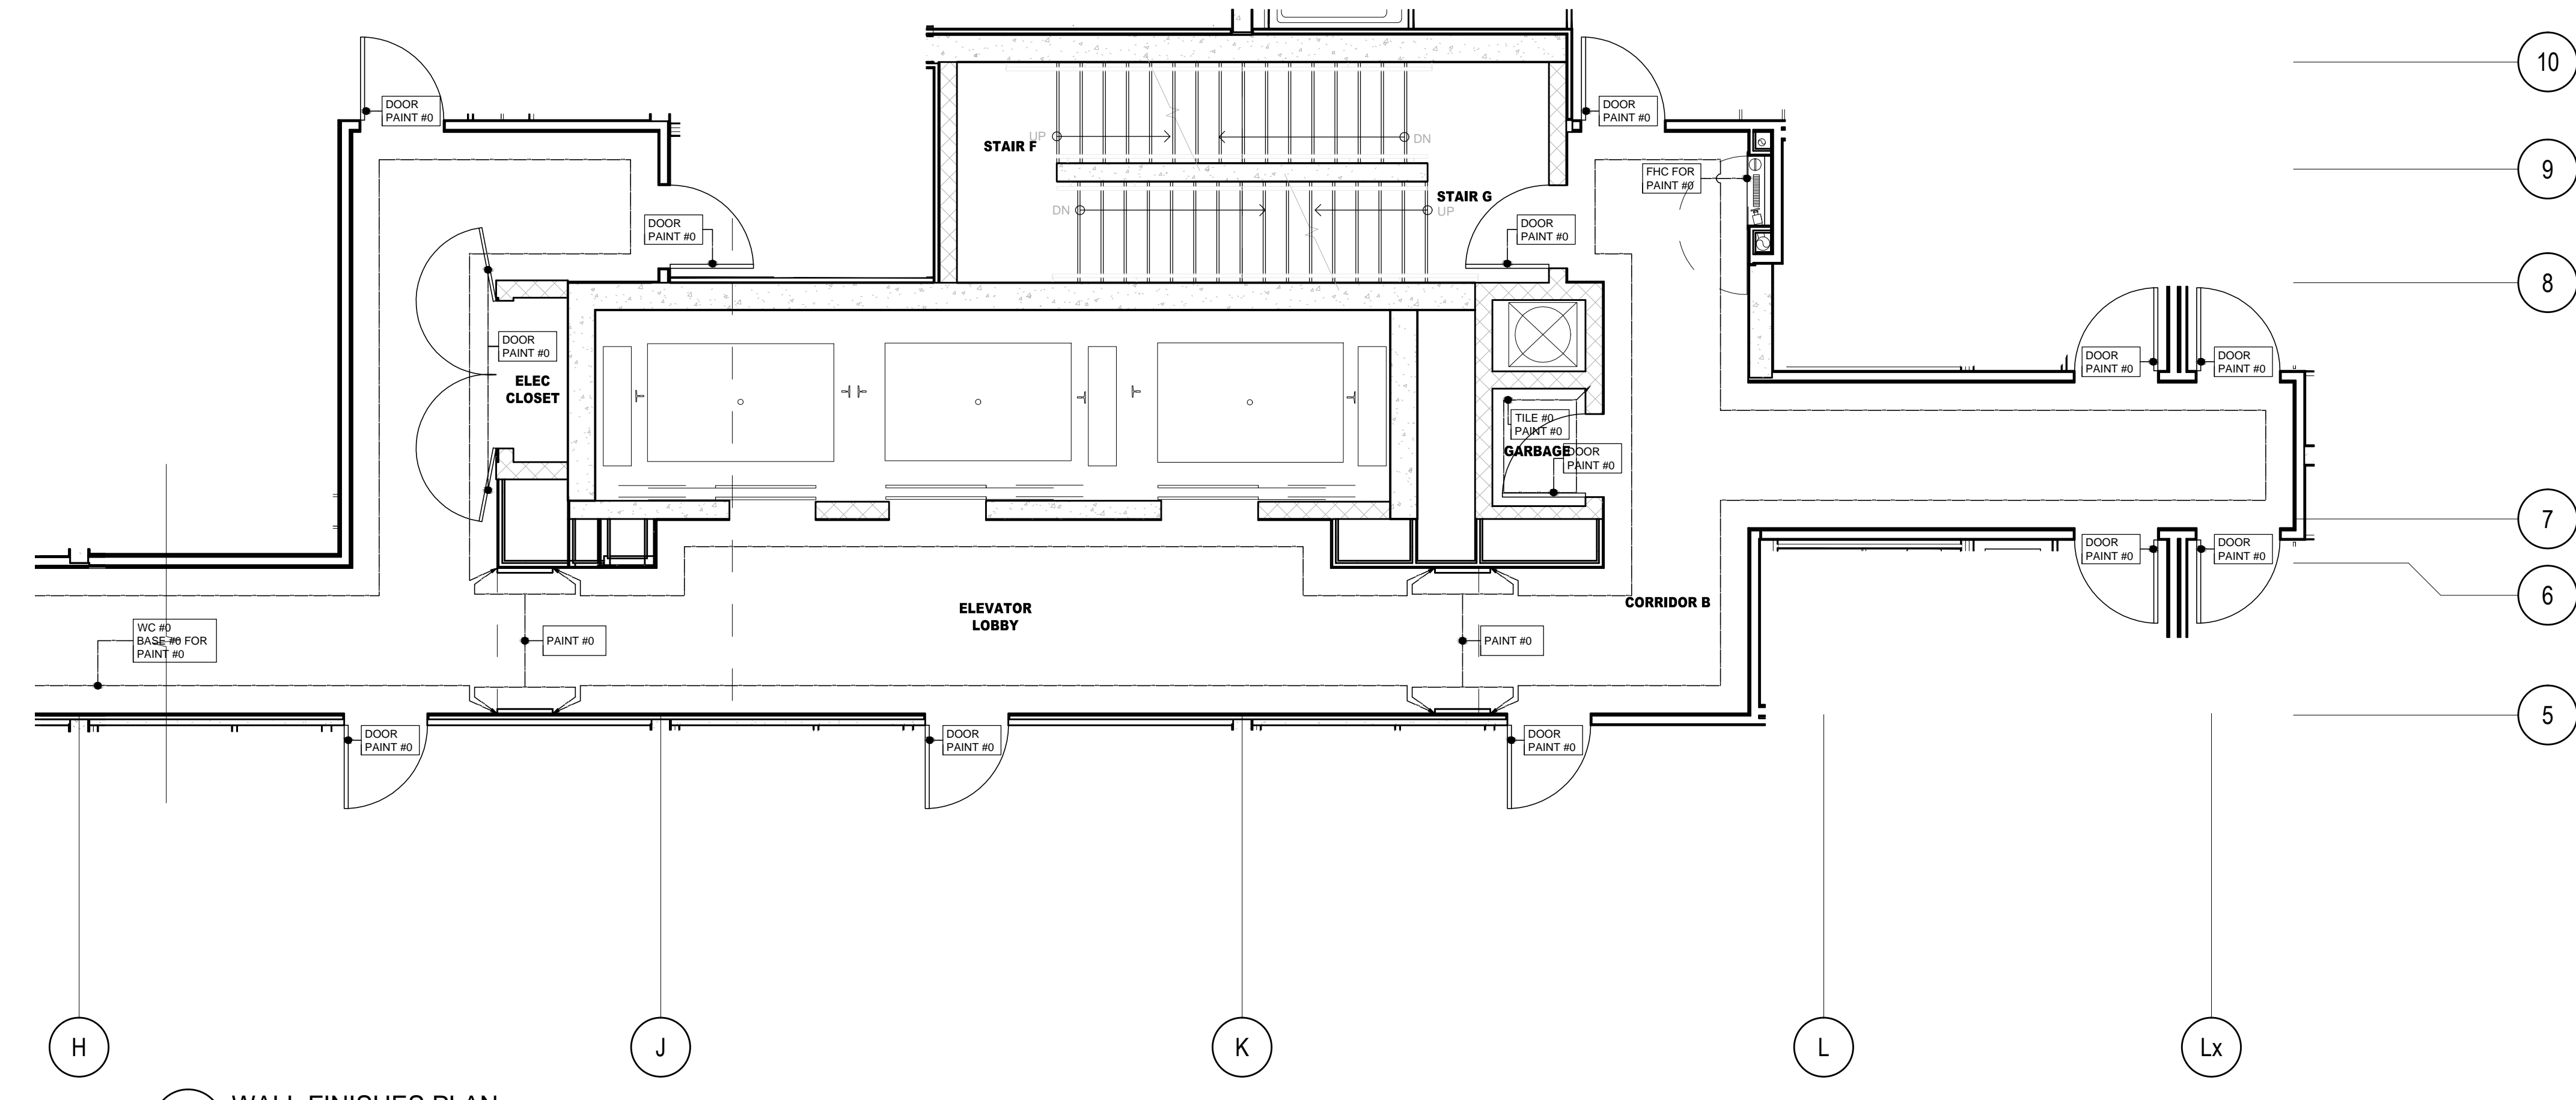 10
DOOR
PAINT #0
DOOR
PAINT #0
UP
DN
STAIR F
9
FHC FOR
PAINT #0
STAIR G
DN
UP
DOOR
PAINT #0
DOOR
PAINT #0
8
DOOR
PAINT #0
DOOR
PAINT #0
DOOR
PAINT #0
ELEC
CLOSET
TILE #0
PAINT #0
GARBAGE
DOOR
PAINT #0
7
DOOR
PAINT #0
DOOR
PAINT #0
6
ELEVATOR
LOBBY
CORRIDOR B
WC #0
BASE #0 FOR
PAINT #0
PAINT #0
PAINT #0
5
DOOR
PAINT #0
DOOR
PAINT #0
DOOR
PAINT #0
H
J
K
L
Lx
WALL FINISHES PLAN